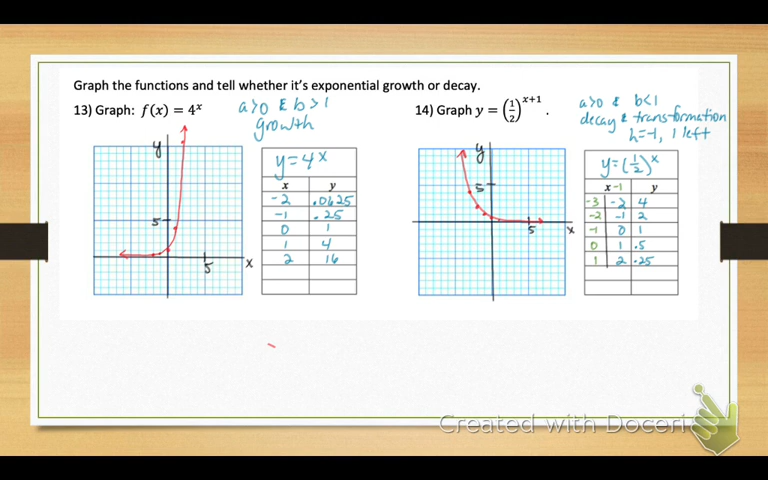 Graph the functions and tell whether it's exponential growth or decay.
13) Graph: f(x) = 4ˣ
a>0 & b>1
growth
y
5
5
x
y=4ˣ
x y
-2 .0625
-1 .25
0 1
1 4
2 16
14) Graph y = (1/2)ˣ⁺¹ .
a>0 & b<1
decay & transformation
h=-1, 1 left
y
5
5
x
y=(1/2)ˣ
x-1 y
-3 -2 4
-2 -1 2
-1 0 1
0 1 .5
1 2 .25
Created with Doceri